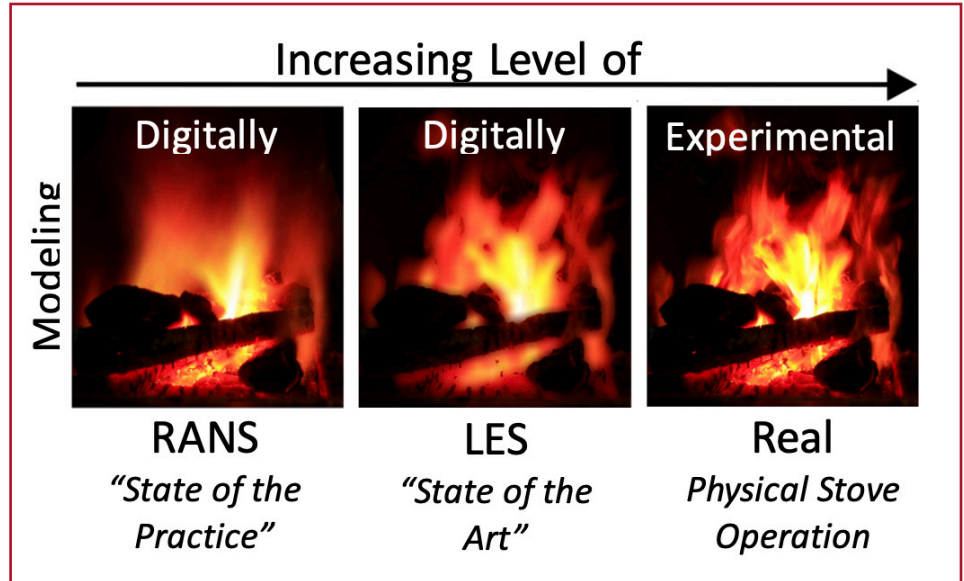 Increasing Level of
Digitally
Digitally
Experimental
Modeling
RANS
LES
Real
“State of the
Practice”
“State of the
Art”
Physical Stove
Operation